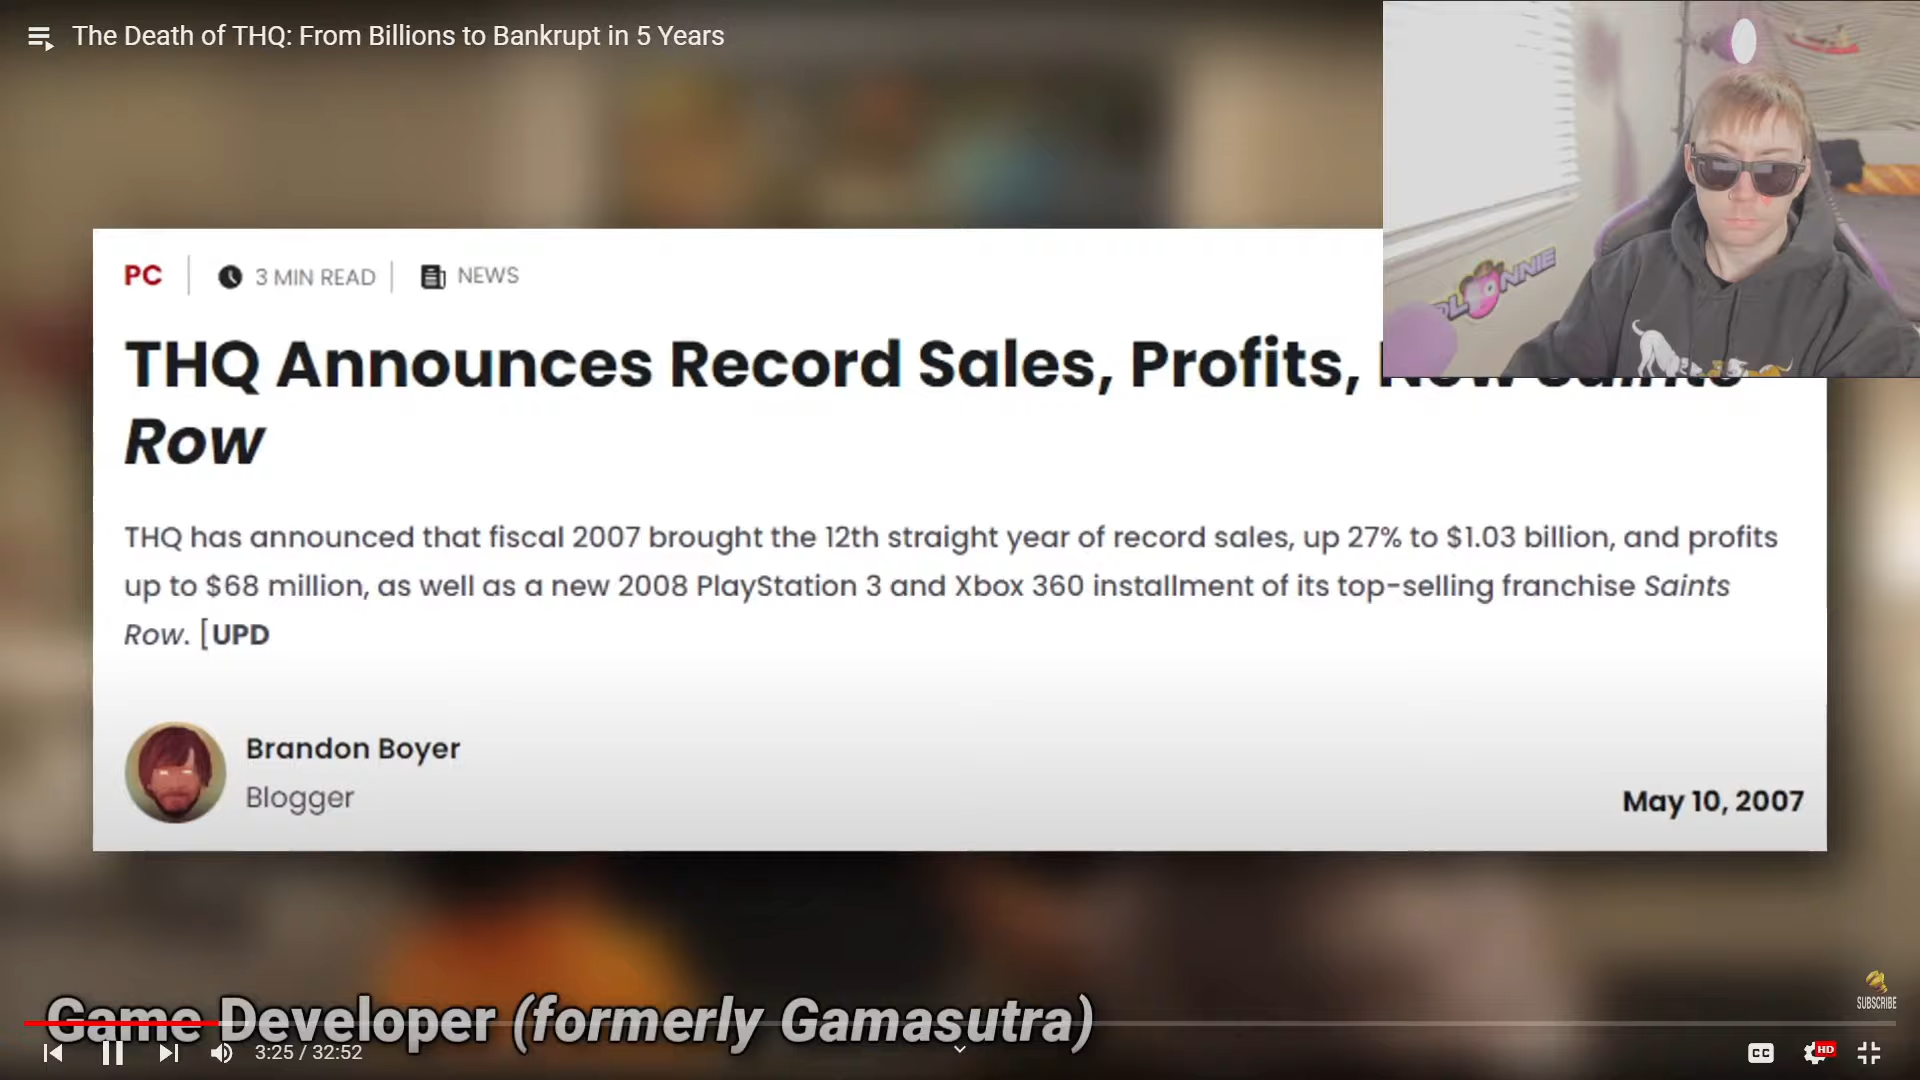 The Death of THQ: From Billions to Bankrupt in 5 Years
PC
3 MIN READ
NEWS
THQ Announces Record Sales, Profits,
Row
THQ has announced that fiscal 2007 brought the 12th straight year of record sales, up 27% to $1.03 billion, and profits
up to $68 million, as well as a new 2008 PlayStation 3 and Xbox 360 installment of its top-selling franchise Saints
Row. [UPD
Brandon Boyer
Blogger
May 10, 2007
SUBSCRIBE
Game Developer (formerly Gamasutra)
3:25 / 32:52
CC
HD